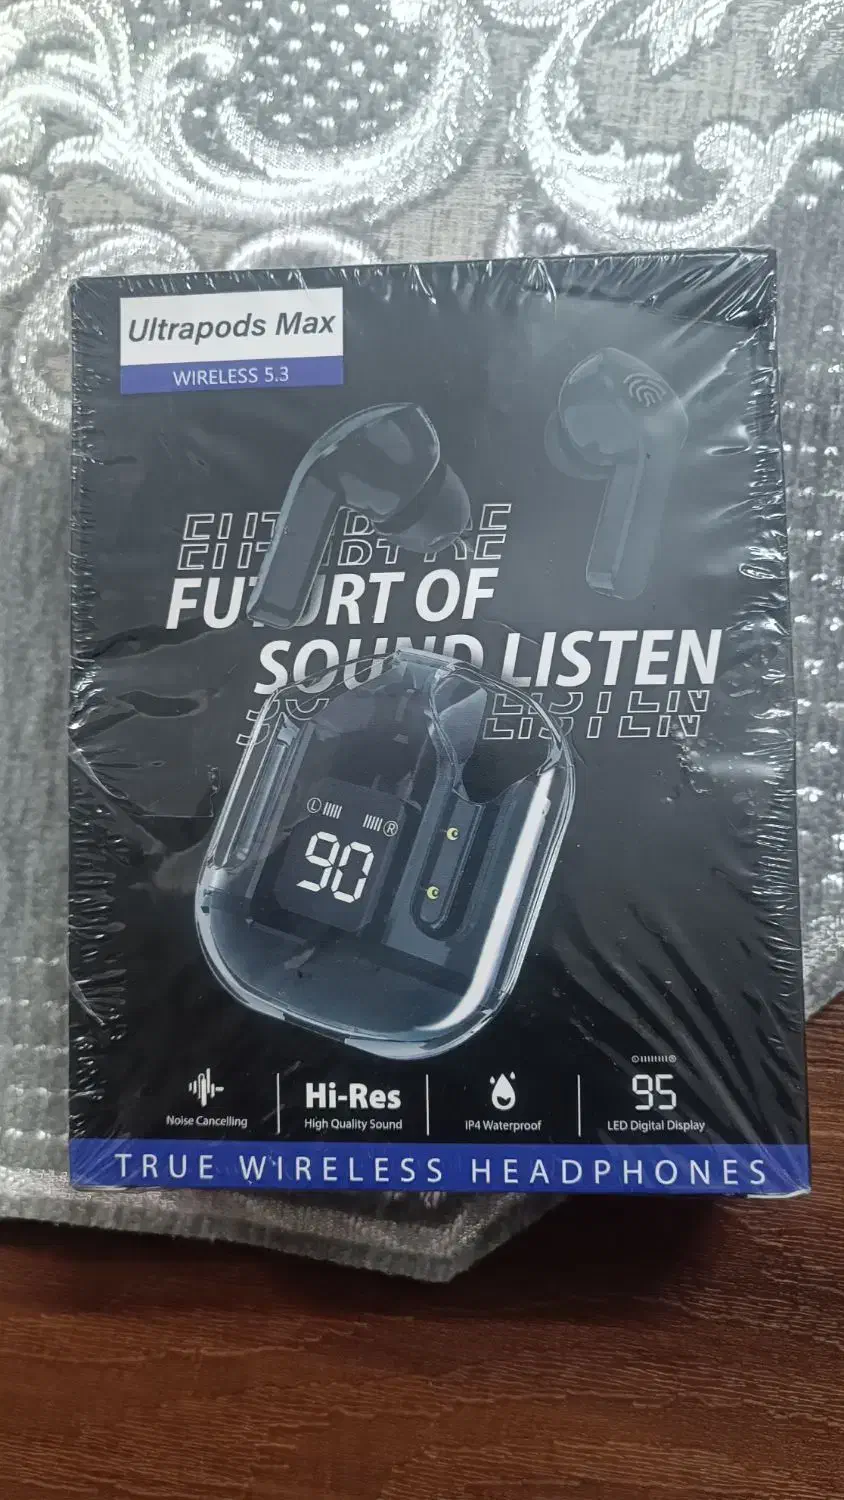 Ultrapods Max
WIRELESS 5.3
FUTURT OF
SOUND LISTEN
LISTEN
L R
90
Hi-Res
95
Noise Cancelling
High Quality Sound
IP4 Waterproof
LED Digital Display
TRUE WIRELESS HEADPHONES